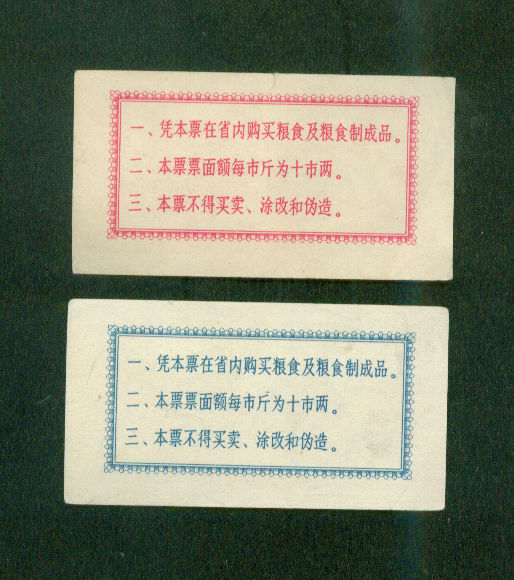 一、凭本票在省内购买粮食及粮食制成品。
二、本票票面额每市斤为十市两。
三、本票不得买卖、涂改和伪造。
一、凭本票在省内购买粮食及粮食制成品。
二、本票票面额每市斤为十市两。
三、本票不得买卖、涂改和伪造。